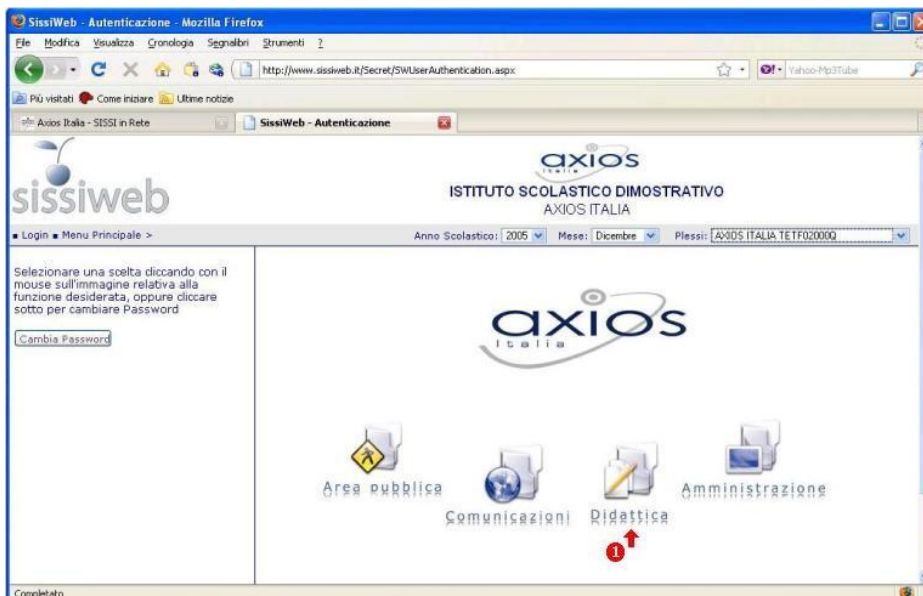 SissiWeb - Autenticazione - Mozilla Firefox
File Modifica Visualizza Cronologia Segnalibri Strumenti ?
http://www.sissiweb.it/Secret/SWUserAuthentication.aspx
Yahoo-Mp3Tube
Più visitati Come iniziare Ultime notizie
Axios Italia - SISSI in Rete
SissiWeb - Autenticazione
sissiweb
axios
italia
ISTITUTO SCOLASTICO DIMOSTRATIVO
AXIOS ITALIA
Login Menu Principale >
Anno Scolastico: 2005 Mese: Dicembre Plessi: AXIOS ITALIA TETF02000Q
Selezionare una scelta cliccando con il
mouse sull'immagine relativa alla
funzione desiderata, oppure cliccare
sotto per cambiare Password
Cambia Password
axios
italia
Area pubblica
Comunicazioni
Didattica
Amministrazione
1
Completato